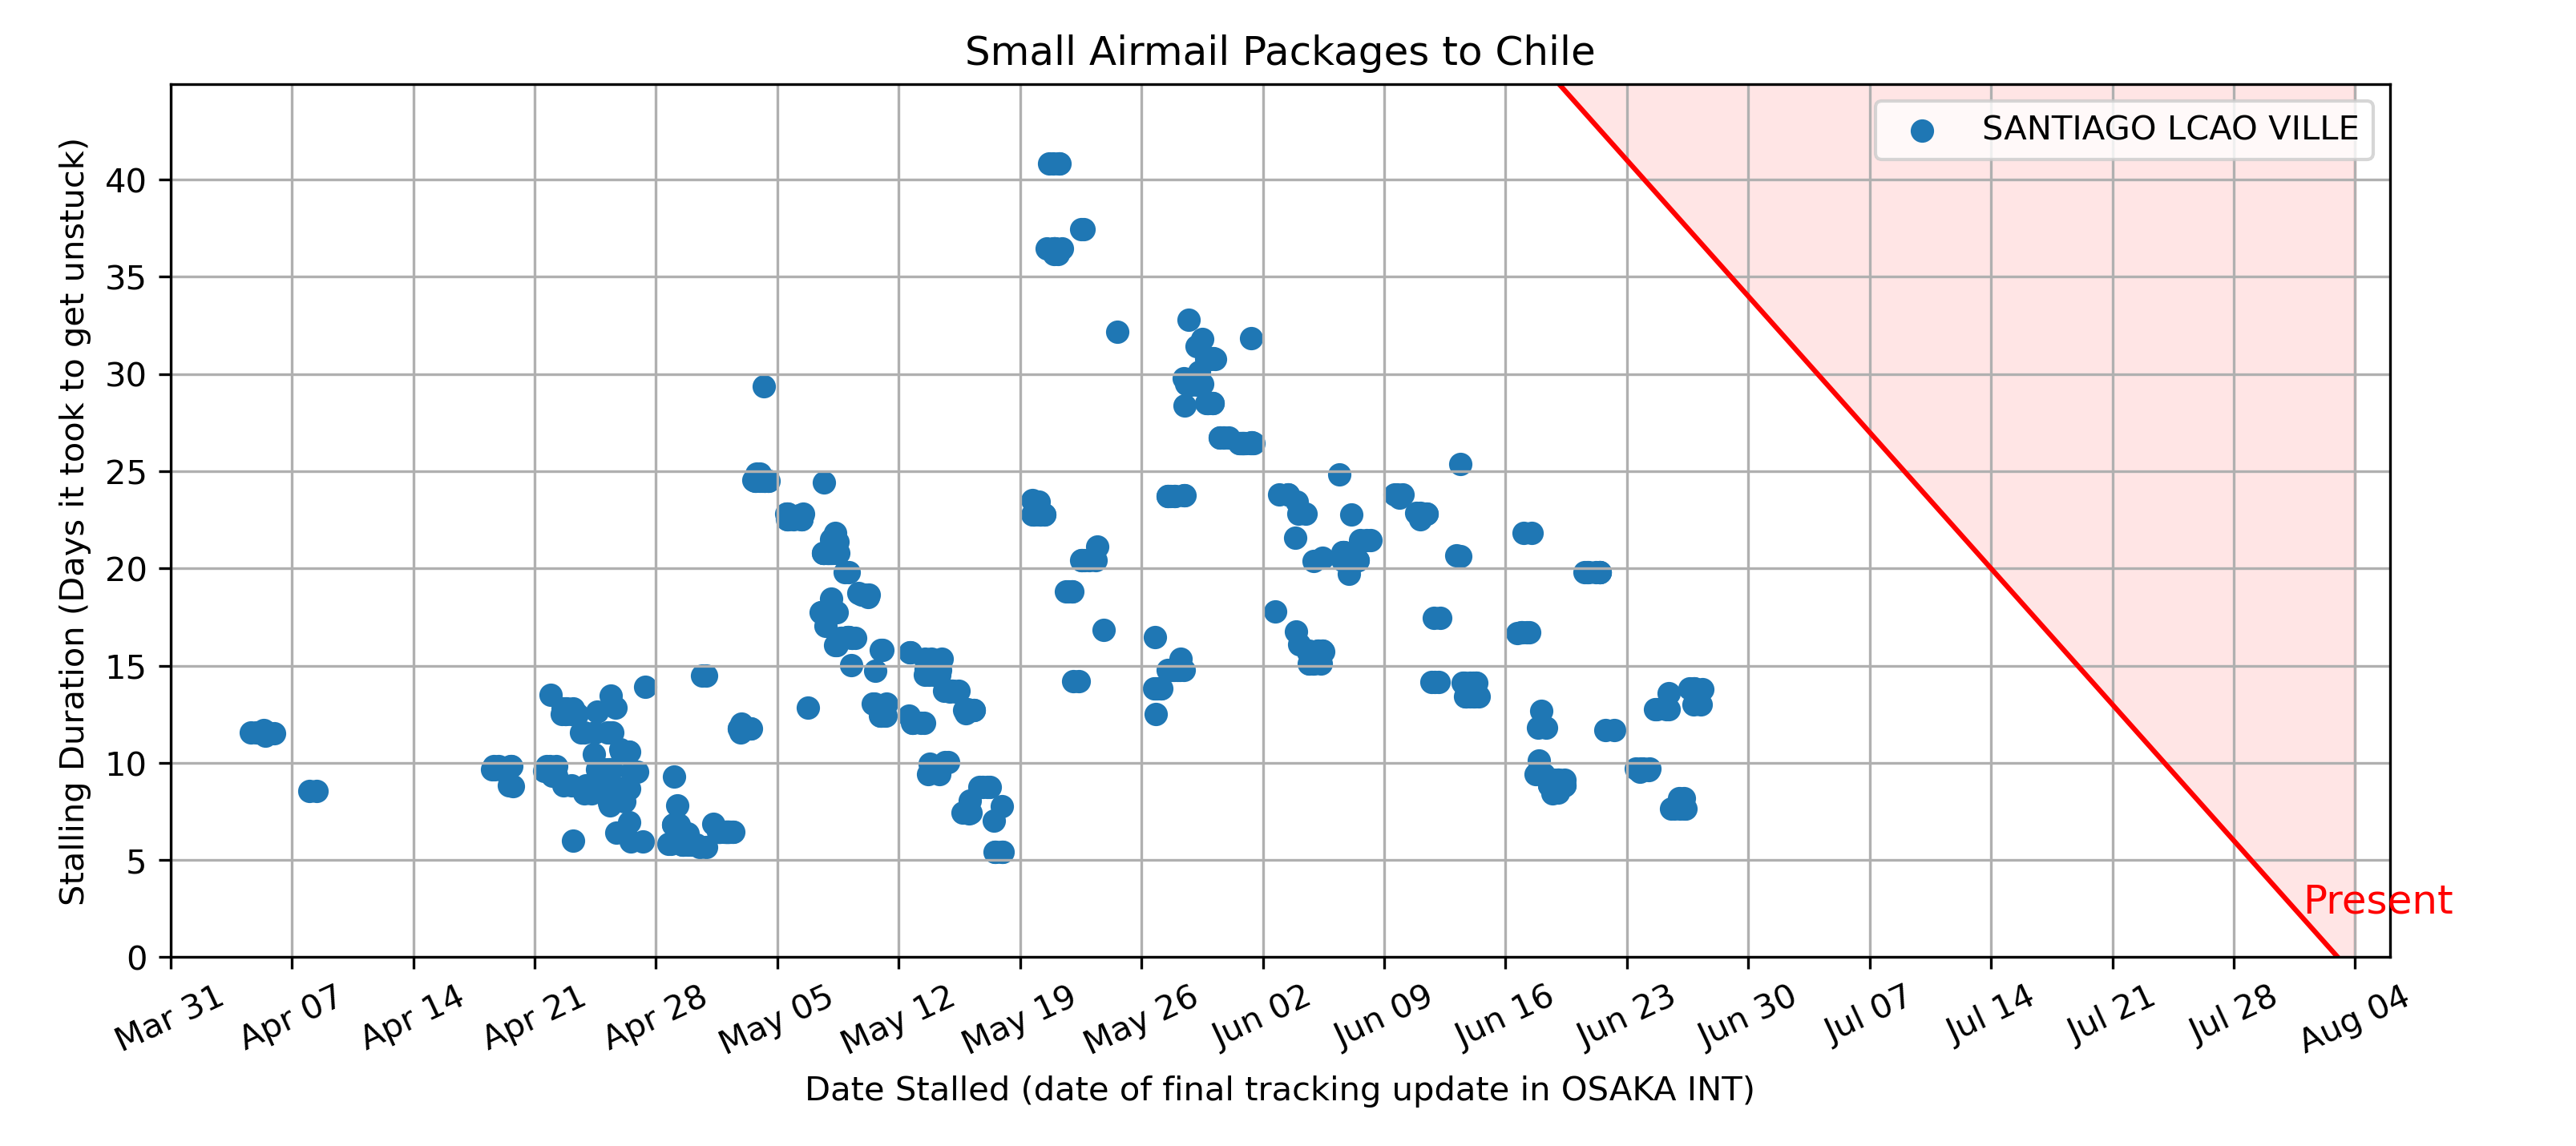 Small Airmail Packages to Chile
SANTIAGO LCAO VILLE
Stalling Duration (Days it took to get unstuck)
40
35
30
25
20
15
10
5
0
Present
Mar 31
Apr 07
Apr 14
Apr 21
Apr 28
May 05
May 12
May 19
May 26
Jun 02
Jun 09
Jun 16
Jun 23
Jun 30
Jul 07
Jul 14
Jul 21
Jul 28
Aug 04
Date Stalled (date of final tracking update in OSAKA INT)